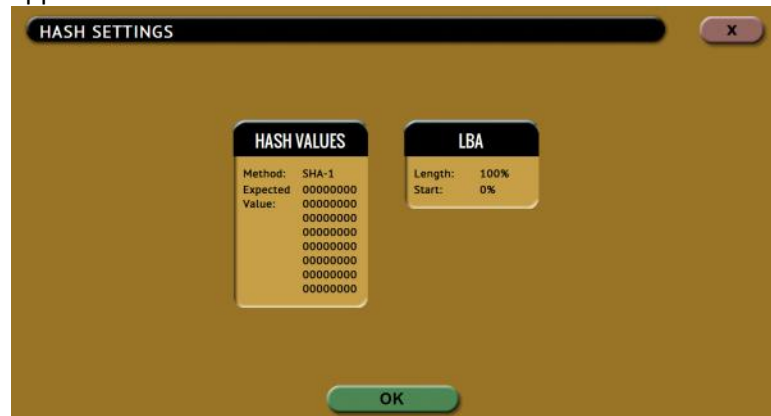 HASH SETTINGS
X
HASH VALUES
Method: SHA-1
Expected 00000000
Value: 00000000
00000000
00000000
00000000
00000000
00000000
00000000
LBA
Length: 100%
Start: 0%
OK